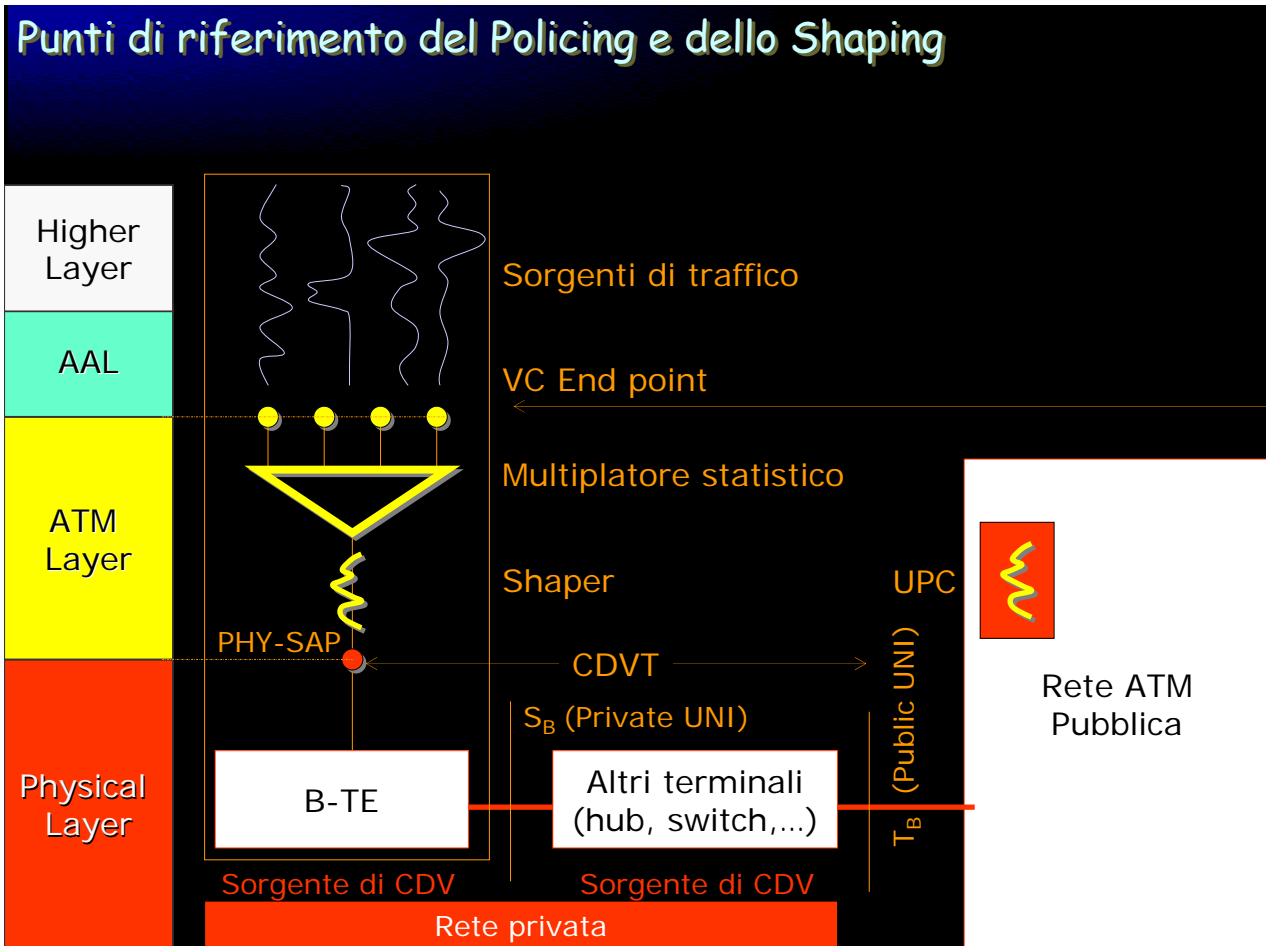 Punti di riferimento del Policing e dello Shaping
Higher
Layer
Sorgenti di traffico
AAL
VC End point
Multiplatore statistico
ATM
Layer
Shaper
UPC
PHY-SAP
CDVT
S_B (Private UNI)
T_B (Public UNI)
Rete ATM
Pubblica
Physical
Layer
B-TE
Altri terminali
(hub, switch,...)
Sorgente di CDV
Sorgente di CDV
Rete privata